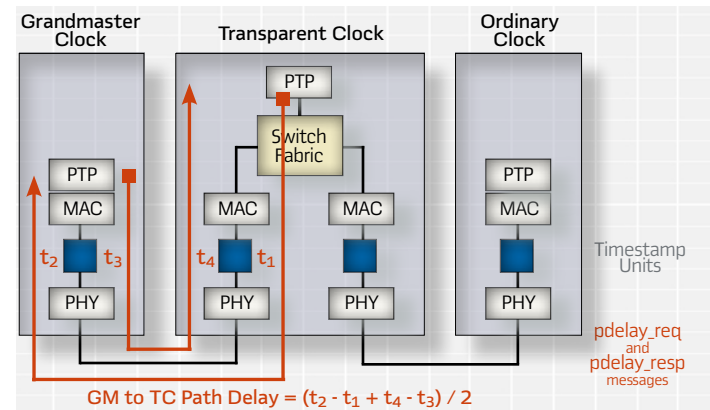 Grandmaster
Clock
Transparent Clock
Ordinary
Clock
PTP
Switch
Fabric
PTP
MAC
MAC
MAC
PTP
MAC
t₂
t₃
t₄
t₁
Timestamp
Units
PHY
PHY
PHY
PHY
pdelay_req
and
pdelay_resp
messages
GM to TC Path Delay = (t₂ - t₁ + t₄ - t₃) / 2